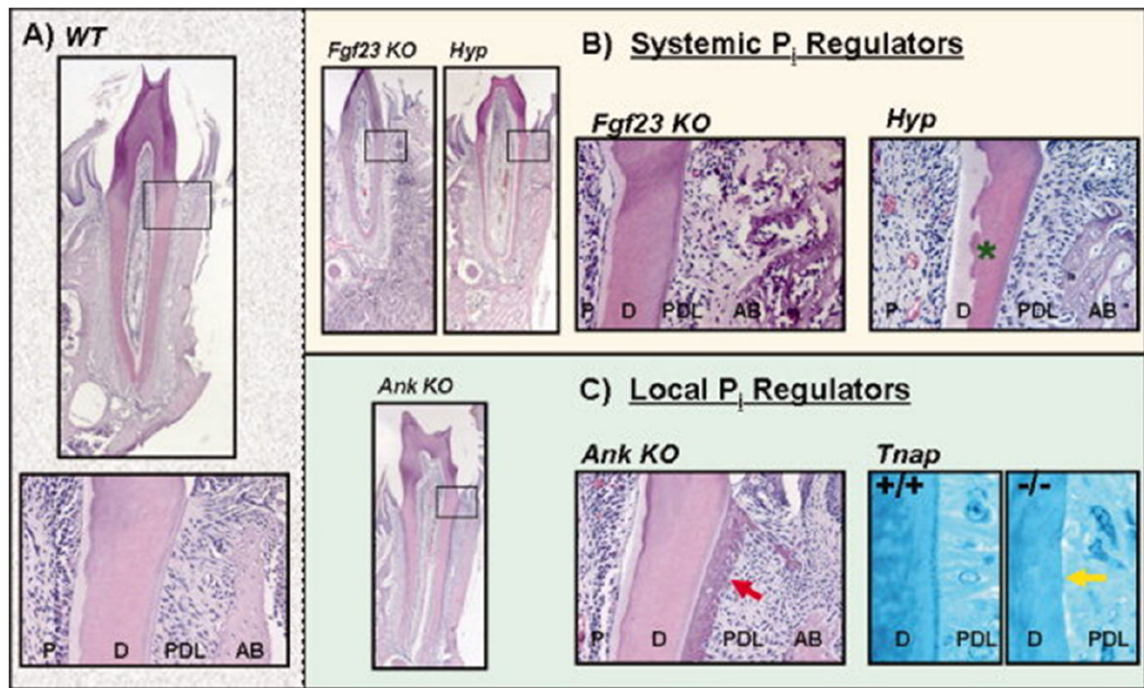 A) WT
P D PDL AB
Fgf23 KO Hyp
B) Systemic Pi Regulators
Fgf23 KO
P D PDL AB
Hyp
P D PDL AB
Ank KO
C) Local Pi Regulators
Ank KO
P D PDL AB
Tnap
+/+ -/-
D PDL D PDL